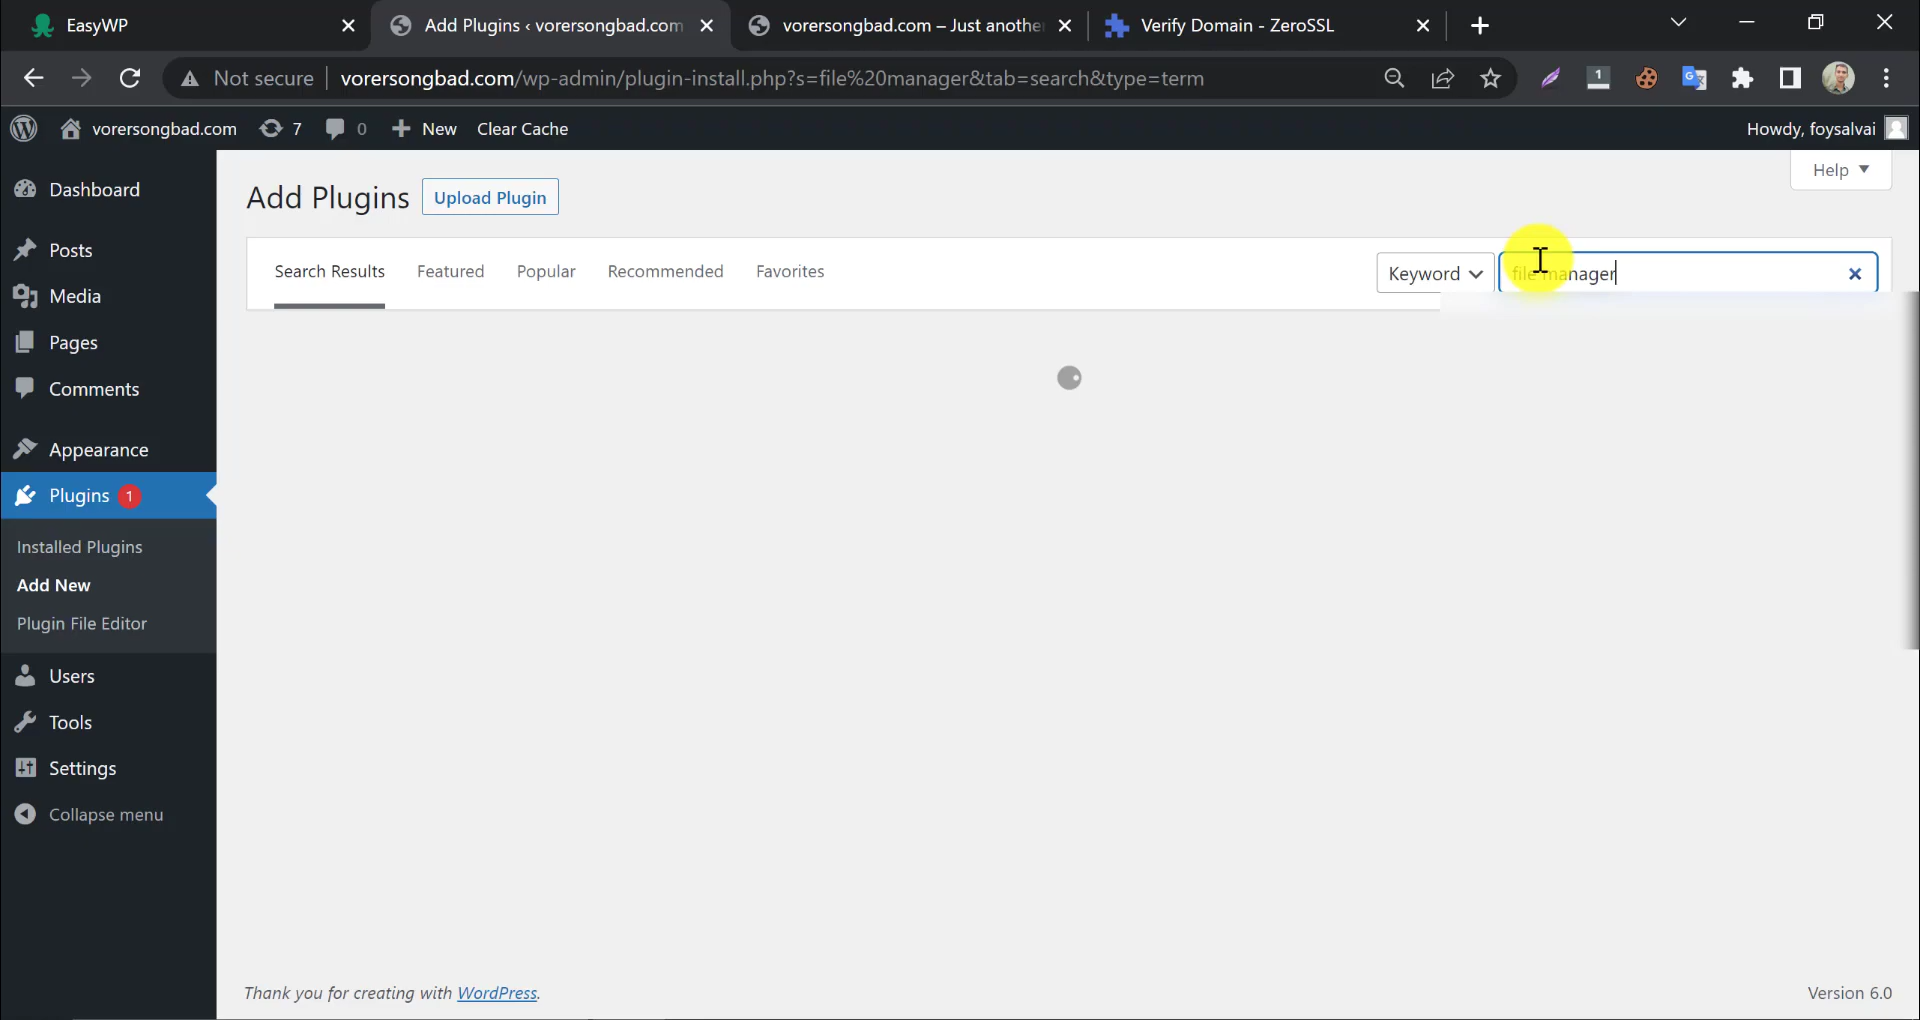 EasyWP
Add Plugins ‹ vorersongbad.com
vorersongbad.com – Just anothe
Verify Domain - ZeroSSL
Not secure
vorersongbad.com/wp-admin/plugin-install.php?s=file%20manager&tab=search&type=term
1
vorersongbad.com
7
0
New
Clear Cache
Howdy, foysalvai
Help
Dashboard
Posts
Media
Pages
Comments
Appearance
Plugins 1
Installed Plugins
Add New
Plugin File Editor
Users
Tools
Settings
Collapse menu
Add Plugins
Upload Plugin
Search Results
Featured
Popular
Recommended
Favorites
Keyword
file manager
Thank you for creating with WordPress.
Version 6.0